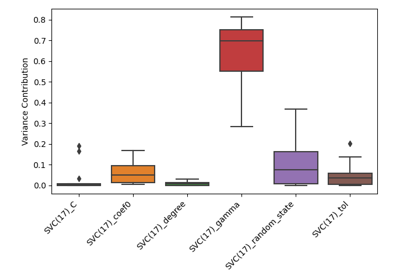 Variance Contribution
0.8
0.7
0.6
0.5
0.4
0.3
0.2
0.1
0.0
SVC(17)_C
SVC(17)_coef0
SVC(17)_degree
SVC(17)_gamma
SVC(17)_random_state
SVC(17)_tol